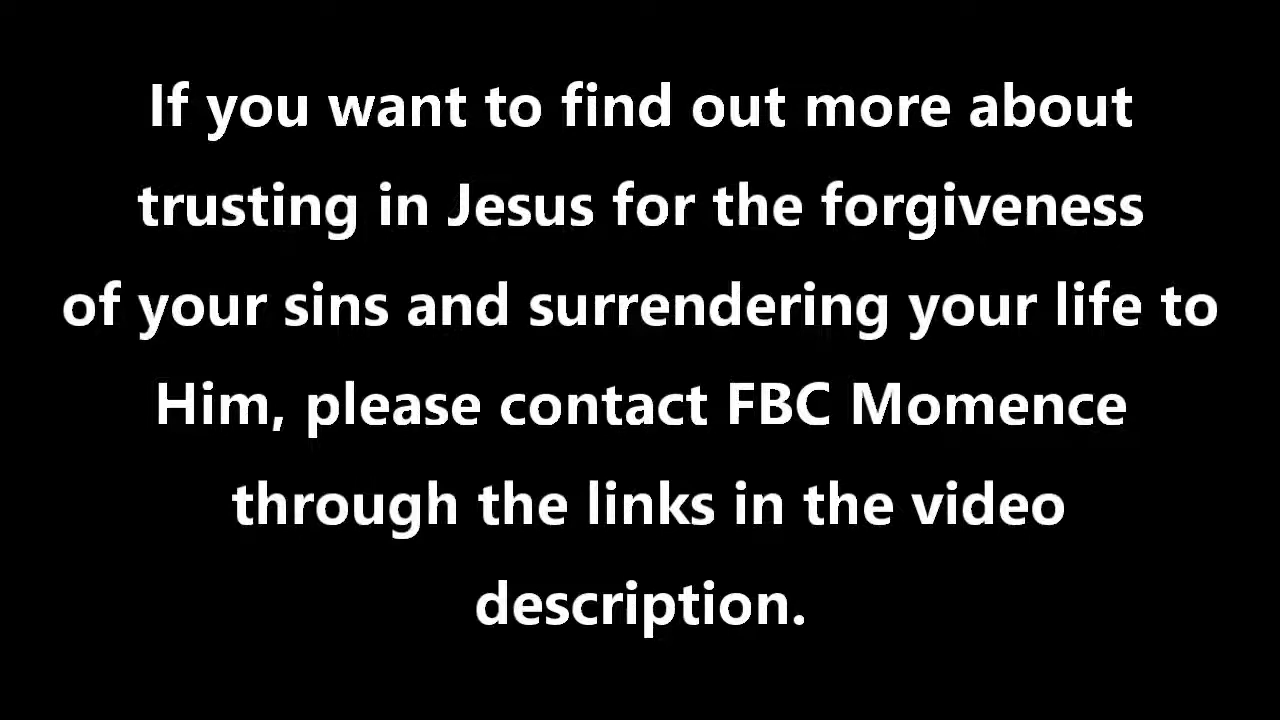 If you want to find out more about
trusting in Jesus for the forgiveness
of your sins and surrendering your life to
Him, please contact FBC Momence
through the links in the video
description.